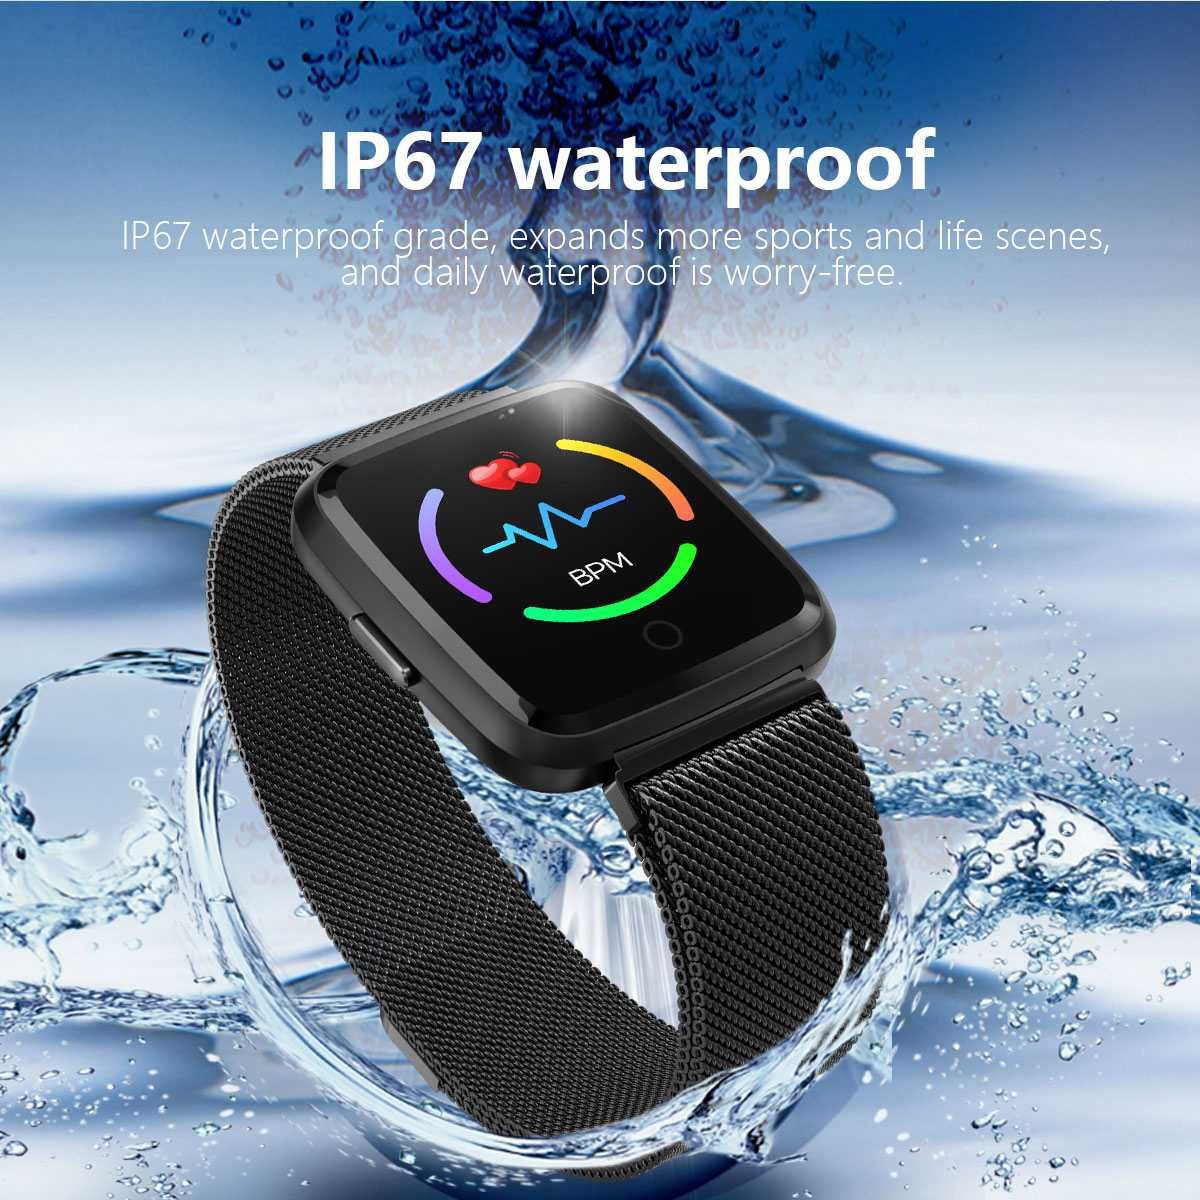 IP67 waterproof
IP67 waterproof grade, expands more sports and life scenes,
and daily waterproof is worry-free.
BPM